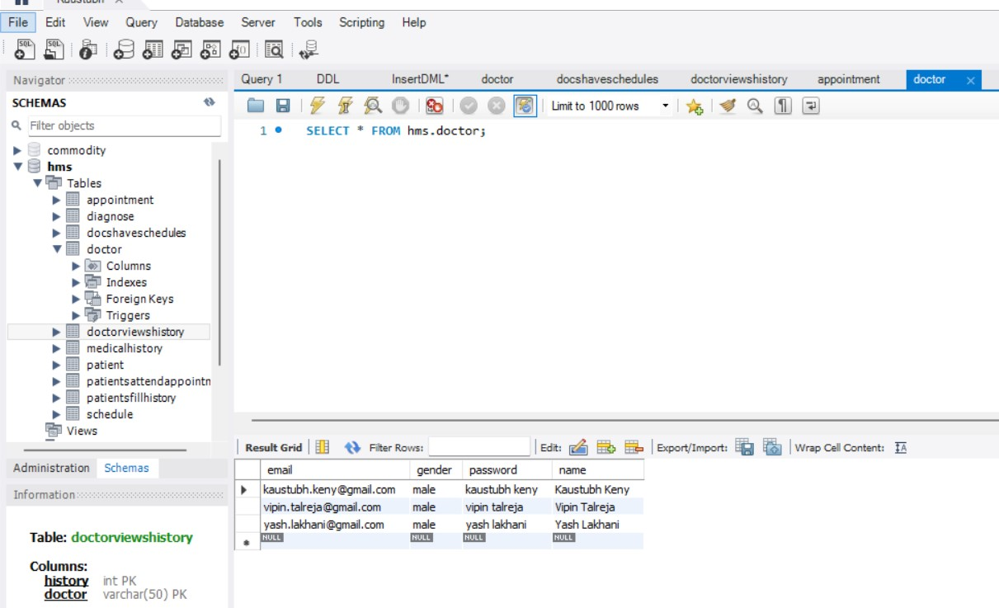 Kaustubh
File Edit View Query Database Server Tools Scripting Help
Navigator
SCHEMAS
Filter objects
commodity
hms
Tables
appointment
diagnose
docshaveschedules
doctor
Columns
Indexes
Foreign Keys
Triggers
doctorviewshistory
medicalhistory
patient
patientsattendappointn
patientsfillhistory
schedule
Views
Administration Schemas
Information
Table: doctorviewshistory
Columns:
history int PK
doctor varchar(50) PK
Query 1 DDL InsertDML* doctor docshaveschedules doctorviewshistory appointment doctor
Limit to 1000 rows
1 SELECT * FROM hms.doctor;
Result Grid Filter Rows: Edit: Export/Import: Wrap Cell Content:
email gender password name
kaustubh.keny@gmail.com male kaustubh keny Kaustubh Keny
vipin.talreja@gmail.com male vipin talreja Vipin Talreja
yash.lakhani@gmail.com male yash lakhani Yash Lakhani
NULL NULL NULL NULL